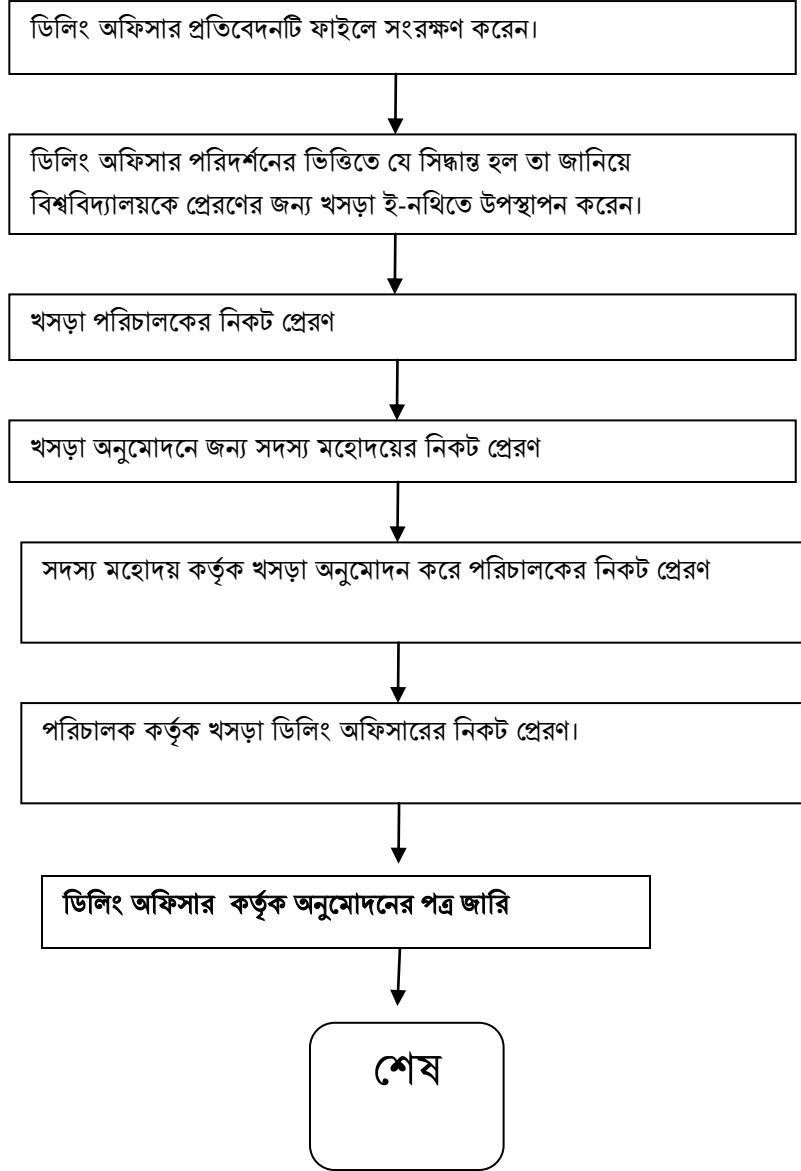 ডিলিং অফিসার প্রতিবেদনটি ফাইলে সংরক্ষণ করেন।
ডিলিং অফিসার পরিদর্শনের ভিত্তিতে যে সিদ্ধান্ত হল তা জানিয়ে
বিশ্ববিদ্যালয়কে প্রেরণের জন্য খসড়া ই-নথিতে উপস্থাপন করেন।
খসড়া পরিচালকের নিকট প্রেরণ
খসড়া অনুমোদনে জন্য সদস্য মহোদয়ের নিকট প্রেরণ
সদস্য মহোদয় কর্তৃক খসড়া অনুমোদন করে পরিচালকের নিকট প্রেরণ
পরিচালক কর্তৃক খসড়া ডিলিং অফিসারের নিকট প্রেরণ।
ডিলিং অফিসার কর্তৃক অনুমোদনের পত্র জারি
শেষ